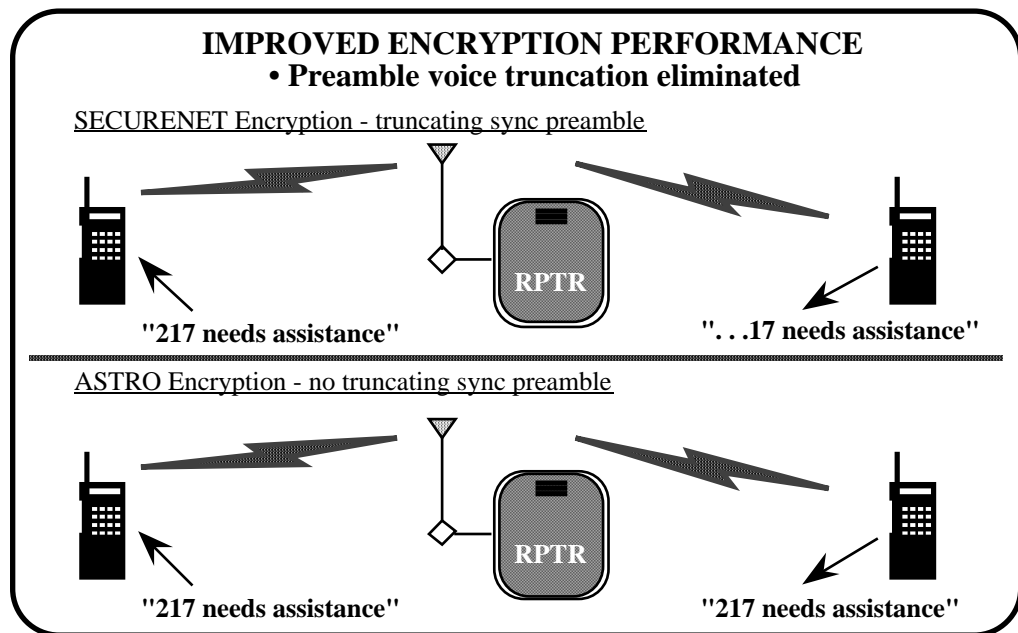 IMPROVED ENCRYPTION PERFORMANCE
• Preamble voice truncation eliminated
SECURENET Encryption - truncating sync preamble
RPTR
"217 needs assistance"
". . .17 needs assistance"
ASTRO Encryption - no truncating sync preamble
RPTR
"217 needs assistance"
"217 needs assistance"